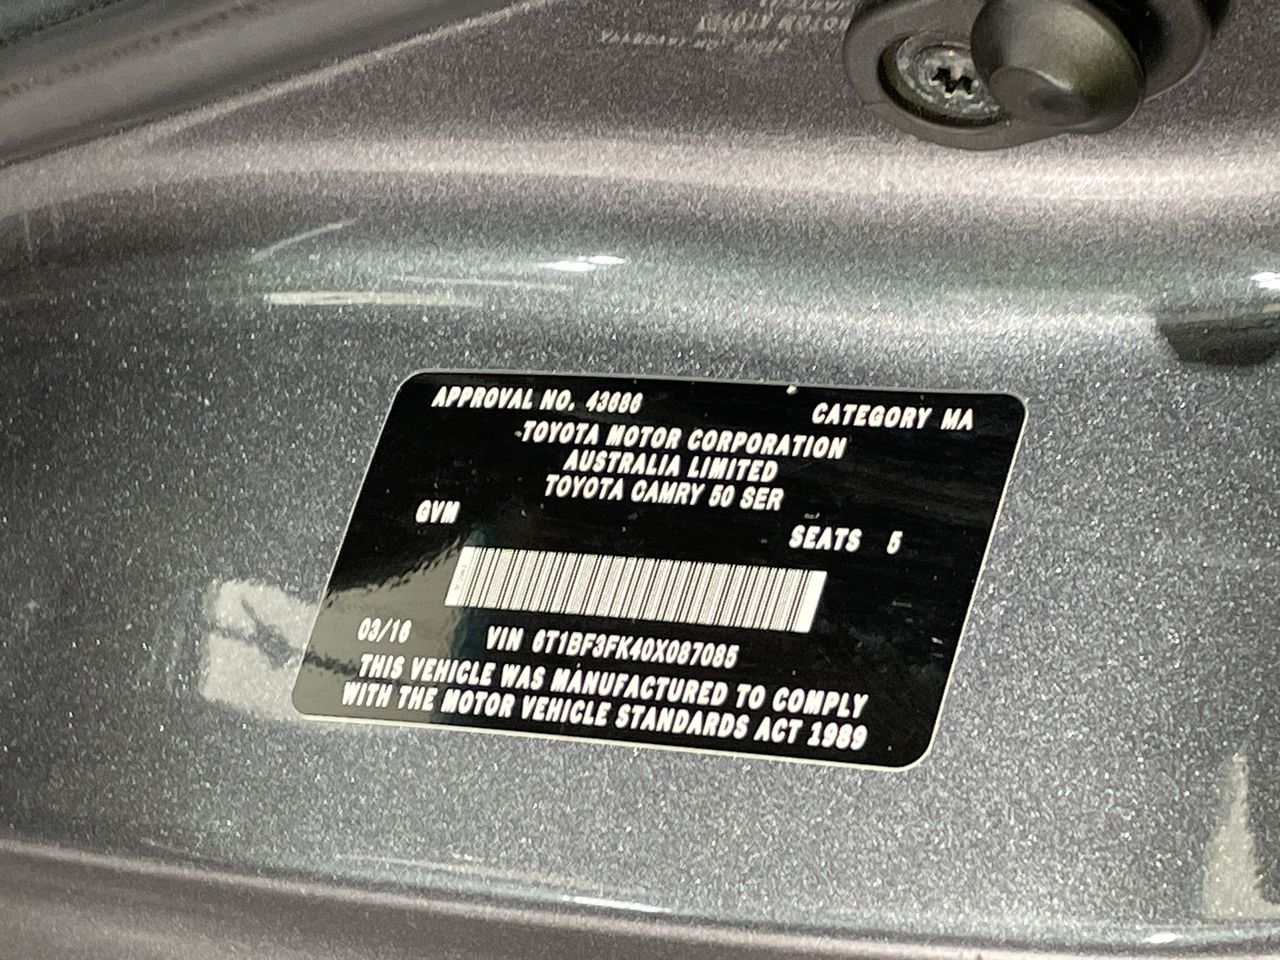 APPROVAL NO. 43686
CATEGORY MA
TOYOTA MOTOR CORPORATION
AUSTRALIA LIMITED
TOYOTA CAMRY 50 SER
GVM
SEATS 5
03/16
VIN 6T1BF3FK40X087085
THIS VEHICLE WAS MANUFACTURED TO COMPLY
WITH THE MOTOR VEHICLE STANDARDS ACT 1989